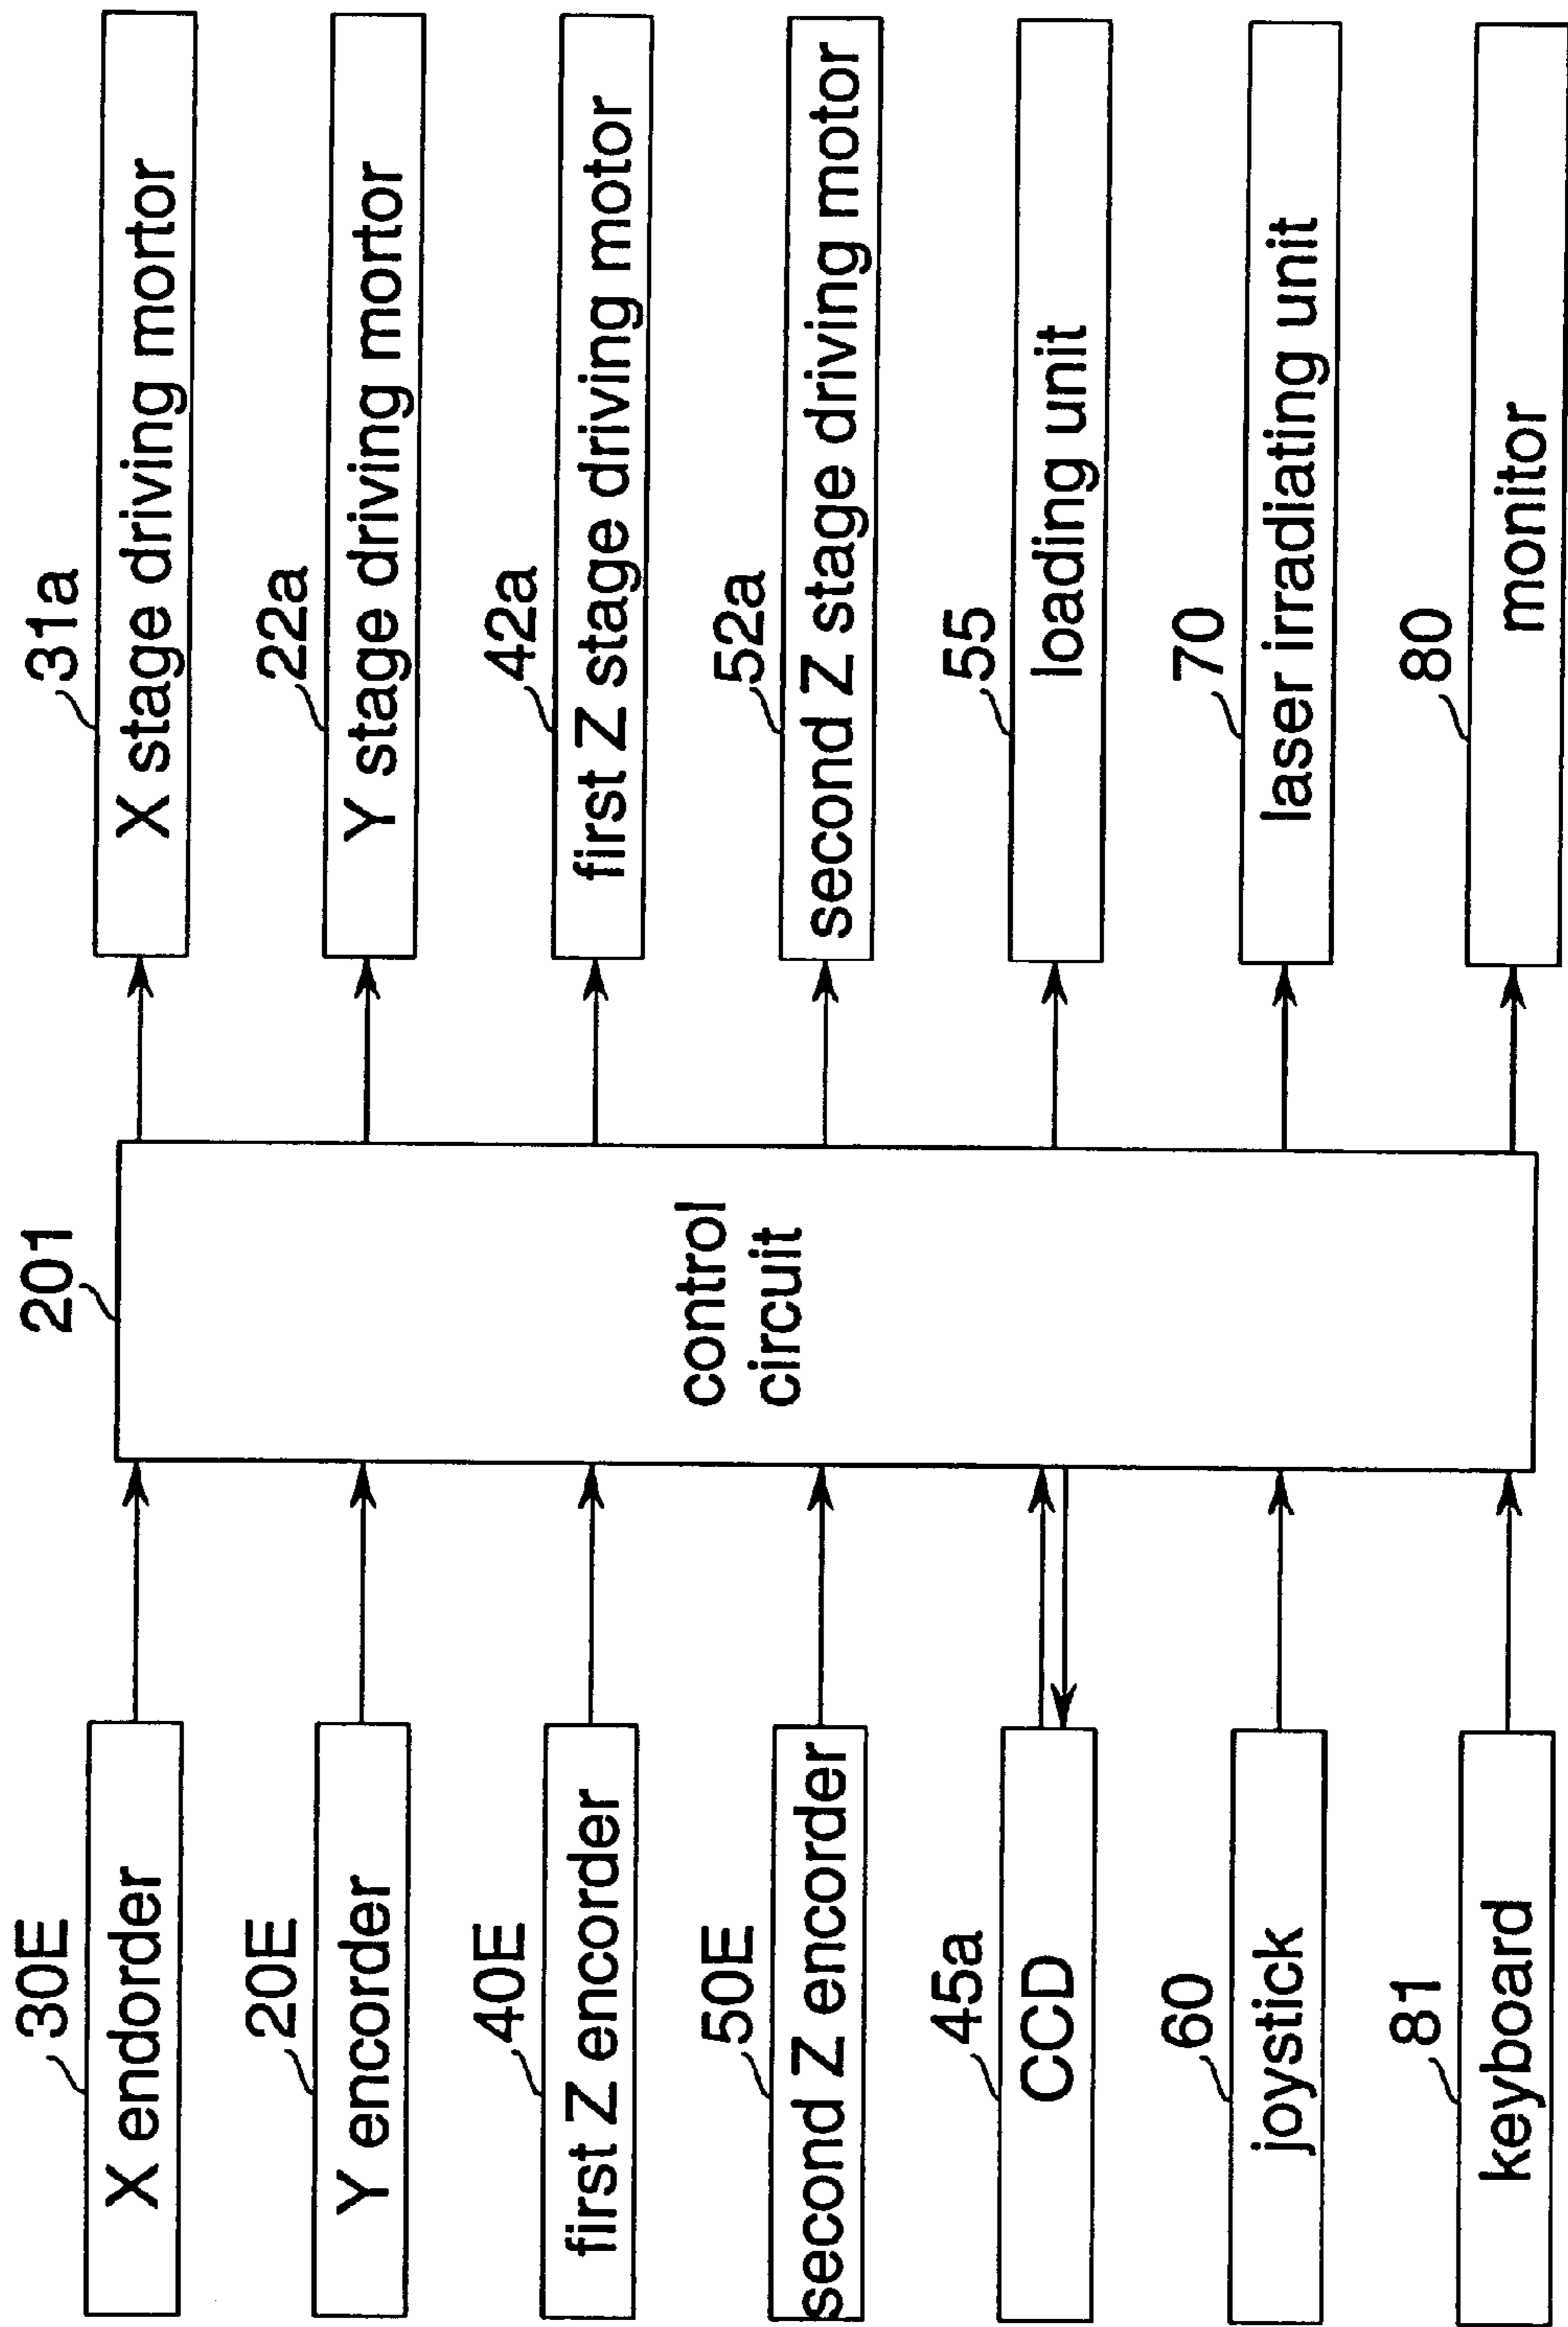 30E
X endorder
20E
Y encorder
40E
first Z encorder
50E
second Z encorder
45a
CCD
60
joystick
81
keyboard
201
control
circuit
31a
X stage driving mortor
22a
Y stage driving mortor
42a
first Z stage driving motor
52a
second Z stage driving motor
55
loading unit
70
laser irradiating unit
80
monitor